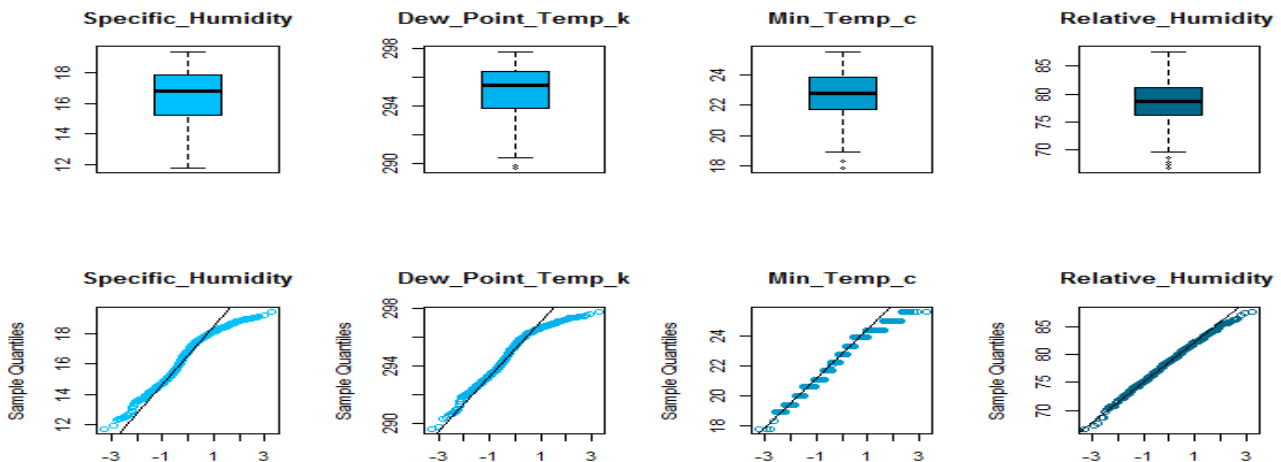 Specific_Humidity
Dew_Point_Temp_k
Min_Temp_c
Relative_Humidity
12 14 16 18
290 294 298
18 20 22 24
70 75 80 85
Specific_Humidity
Dew_Point_Temp_k
Min_Temp_c
Relative_Humidity
Sample Quantiles
12 14 16 18
Sample Quantiles
290 294 298
Sample Quantiles
18 20 22 24
Sample Quantiles
70 75 80 85
-3 -1 1 3
-3 -1 1 3
-3 -1 1 3
-3 -1 1 3